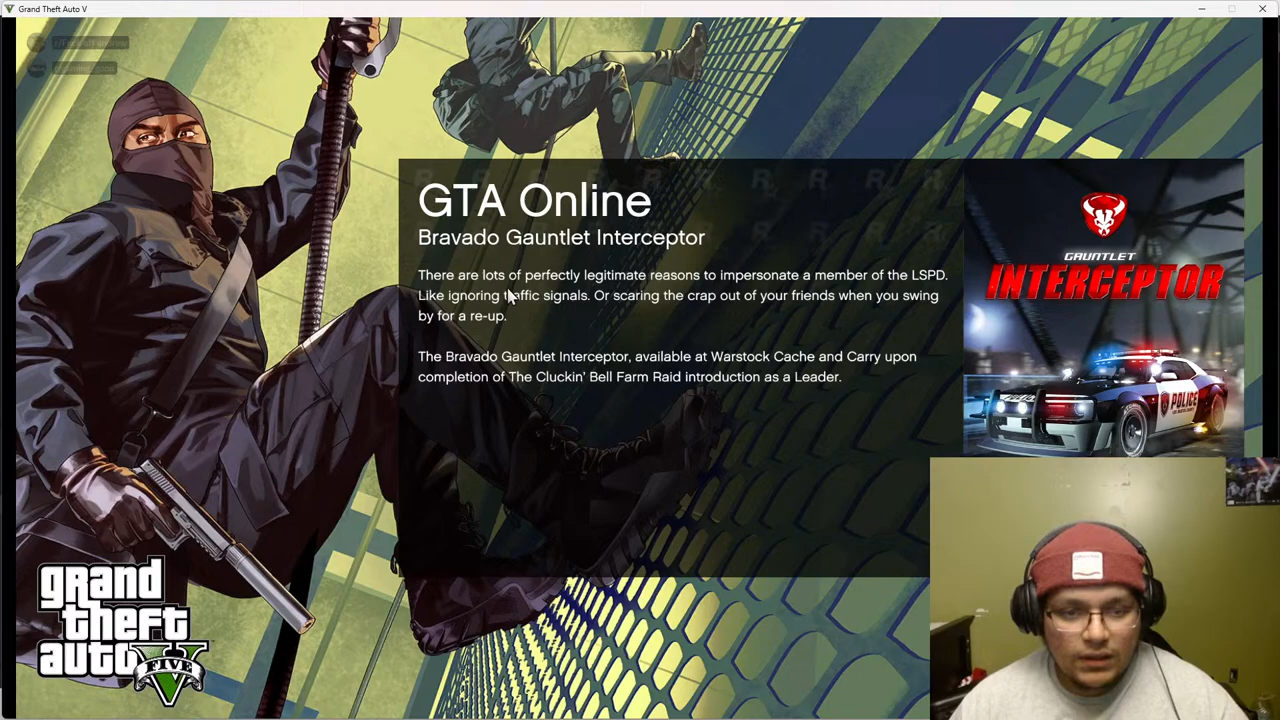 Grand Theft Auto V
GTA Online
Bravado Gauntlet Interceptor
There are lots of perfectly legitimate reasons to impersonate a member of the LSPD.
Like ignoring traffic signals. Or scaring the crap out of your friends when you swing
by for a re-up.
The Bravado Gauntlet Interceptor, available at Warstock Cache and Carry upon
completion of The Cluckin' Bell Farm Raid introduction as a Leader.
GAUNTLET
INTERCEPTOR
POLICE
grand
theft
auto V
FIVE